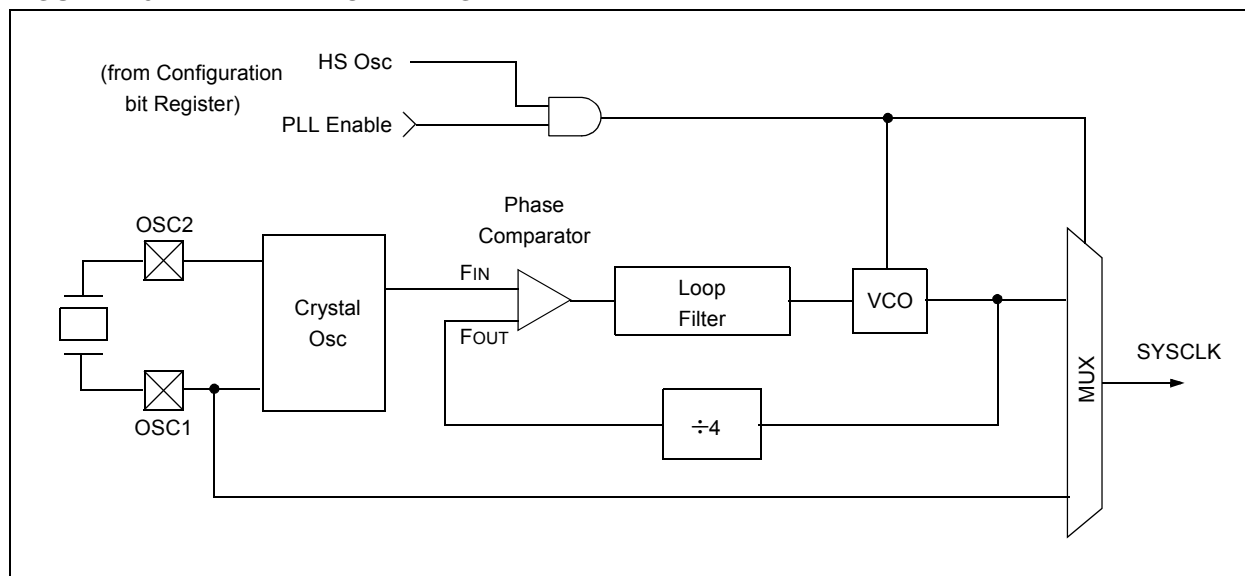 (from Configuration
bit Register)
HS Osc
PLL Enable
Phase
Comparator
OSC2
Crystal
Osc
FIN
FOUT
Loop
Filter
VCO
÷4
MUX
SYSCLK
OSC1